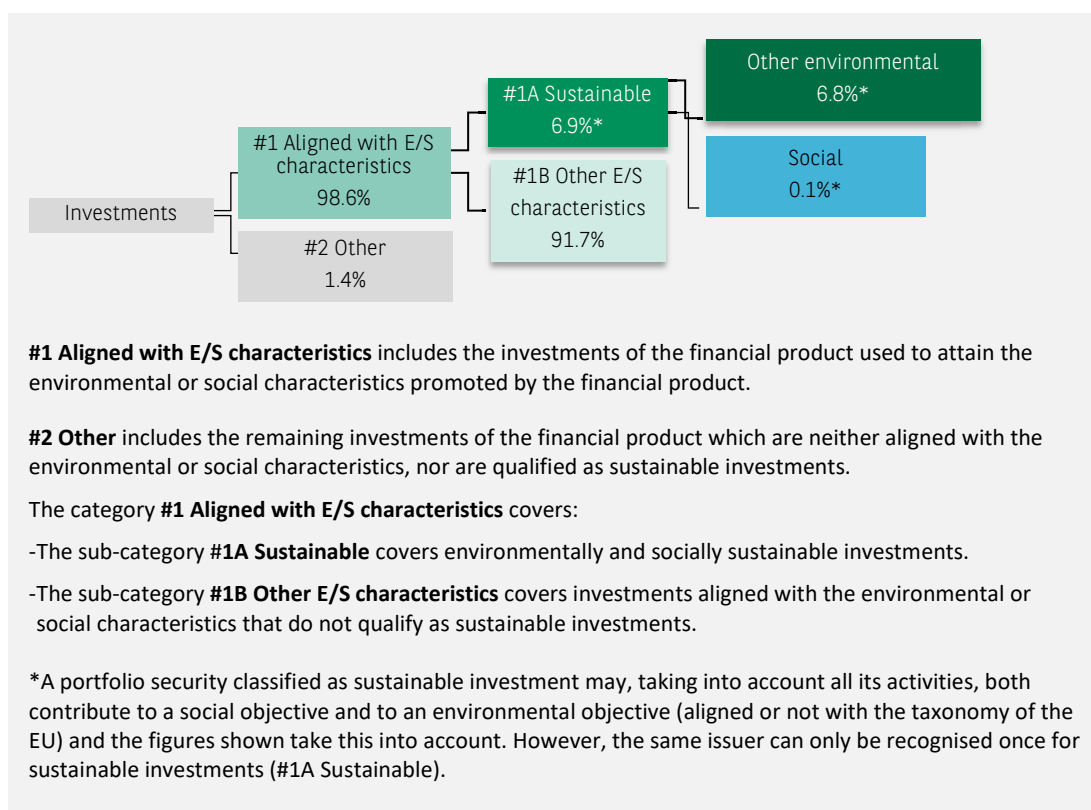 Other environmental
6.8%*
#1A Sustainable
6.9%*
#1 Aligned with E/S
characteristics
98.6%
Social
0.1%*
#1B Other E/S
characteristics
91.7%
Investments
#2 Other
1.4%
#1 Aligned with E/S characteristics includes the investments of the financial product used to attain the
environmental or social characteristics promoted by the financial product.
#2 Other includes the remaining investments of the financial product which are neither aligned with the
environmental or social characteristics, nor are qualified as sustainable investments.
The category #1 Aligned with E/S characteristics covers:
-The sub-category #1A Sustainable covers environmentally and socially sustainable investments.
-The sub-category #1B Other E/S characteristics covers investments aligned with the environmental or
social characteristics that do not qualify as sustainable investments.
*A portfolio security classified as sustainable investment may, taking into account all its activities, both
contribute to a social objective and to an environmental objective (aligned or not with the taxonomy of the
EU) and the figures shown take this into account. However, the same issuer can only be recognised once for
sustainable investments (#1A Sustainable).